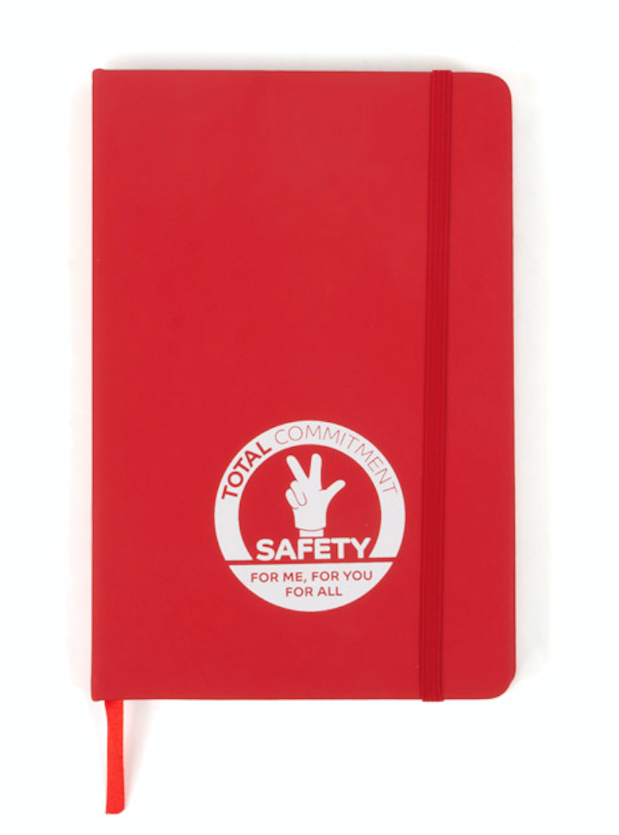 TOTAL COMMITMENT
SAFETY
FOR ME, FOR YOU
FOR ALL